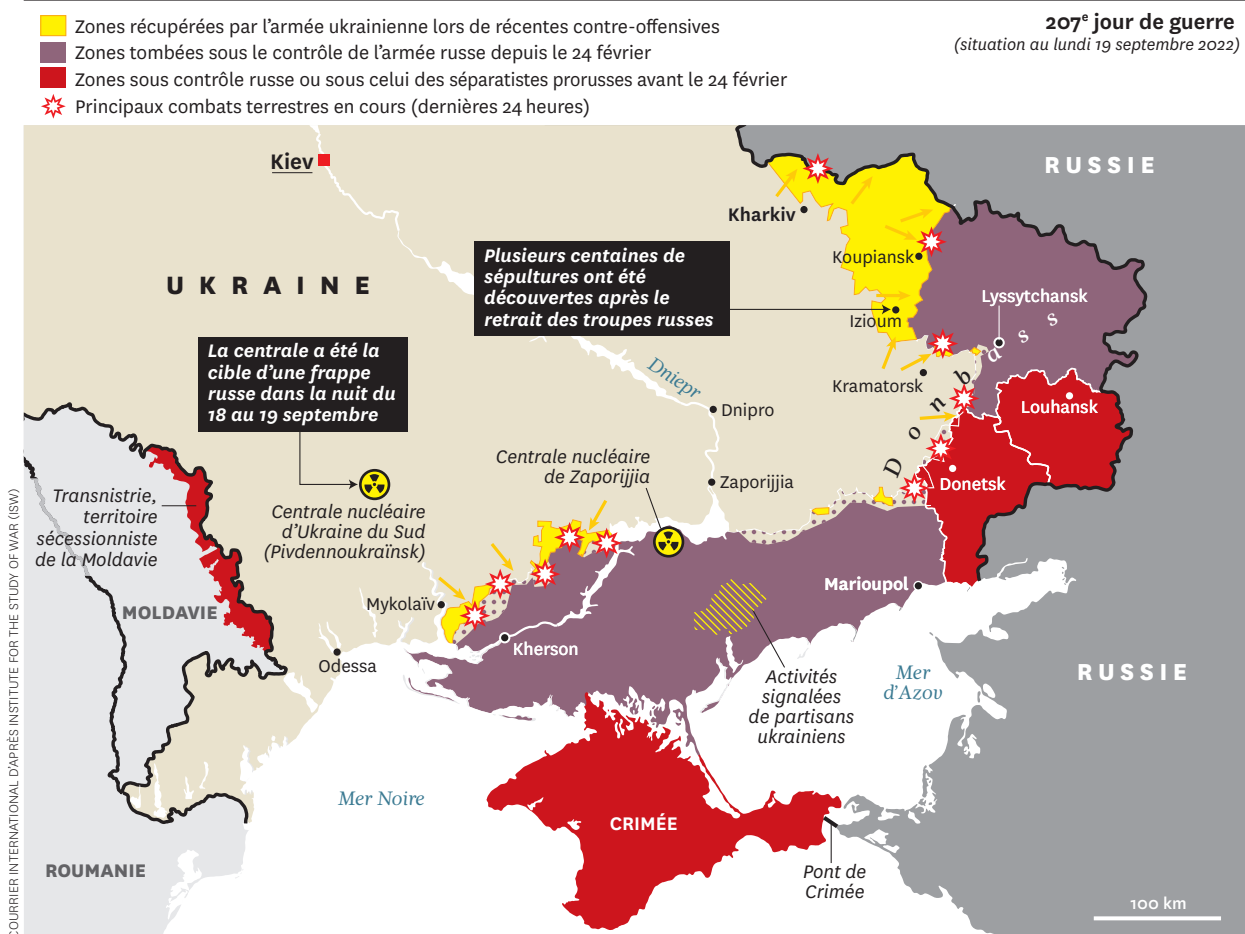 Zones récupérées par l'armée ukrainienne lors de récentes contre-offensives
Zones tombées sous le contrôle de l'armée russe depuis le 24 février
Zones sous contrôle russe ou sous celui des séparatistes prorusses avant le 24 février
Principaux combats terrestres en cours (dernières 24 heures)
207e jour de guerre
(situation au lundi 19 septembre 2022)
Kiev
RUSSIE
Kharkiv
UKRAINE
Plusieurs centaines de
sépultures ont été
découvertes après le
retrait des troupes russes
Koupiansk
Lyssytchansk
Izioum
La centrale a été la
cible d'une frappe
russe dans la nuit du
18 au 19 septembre
Dniepr
Kramatorsk
Donbass
Louhansk
Dnipro
Centrale nucléaire
de Zaporijjia
Zaporijjia
Donetsk
Transnistrie,
territoire
sécessionniste
de la Moldavie
Centrale nucléaire
d'Ukraine du Sud
(Pivdennoukraïnsk)
Marioupol
Mykolaïv
MOLDAVIE
Kherson
Odessa
Activités
signalées
de partisans
ukrainiens
Mer
d'Azov
RUSSIE
Mer Noire
CRIMÉE
ROUMANIE
Pont de
Crimée
100 km
COURRIER INTERNATIONAL D'APRÈS INSTITUTE FOR THE STUDY OF WAR (ISW)